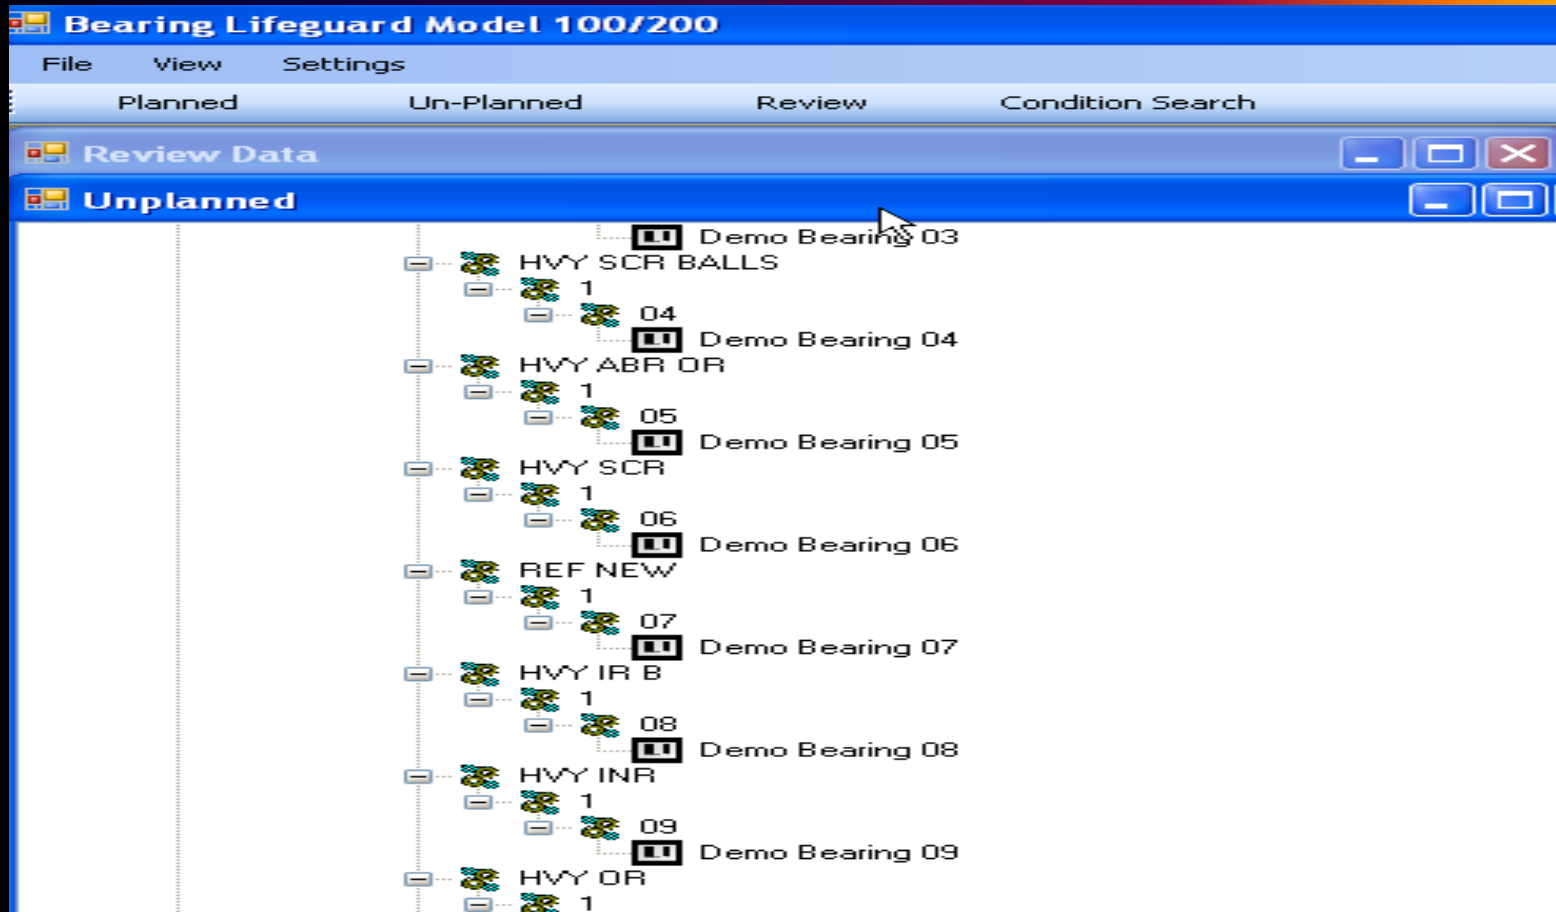 Bearing Lifeguard Model 100/200
File View Settings
Planned Un-Planned Review Condition Search
Review Data
Unplanned
Demo Bearing 03
HVY SCR BALLS
1
04
Demo Bearing 04
HVY ABR OR
1
05
Demo Bearing 05
HVY SCR
1
06
Demo Bearing 06
REF NEW
1
07
Demo Bearing 07
HVY IR B
1
08
Demo Bearing 08
HVY INR
1
09
Demo Bearing 09
HVY OR
1